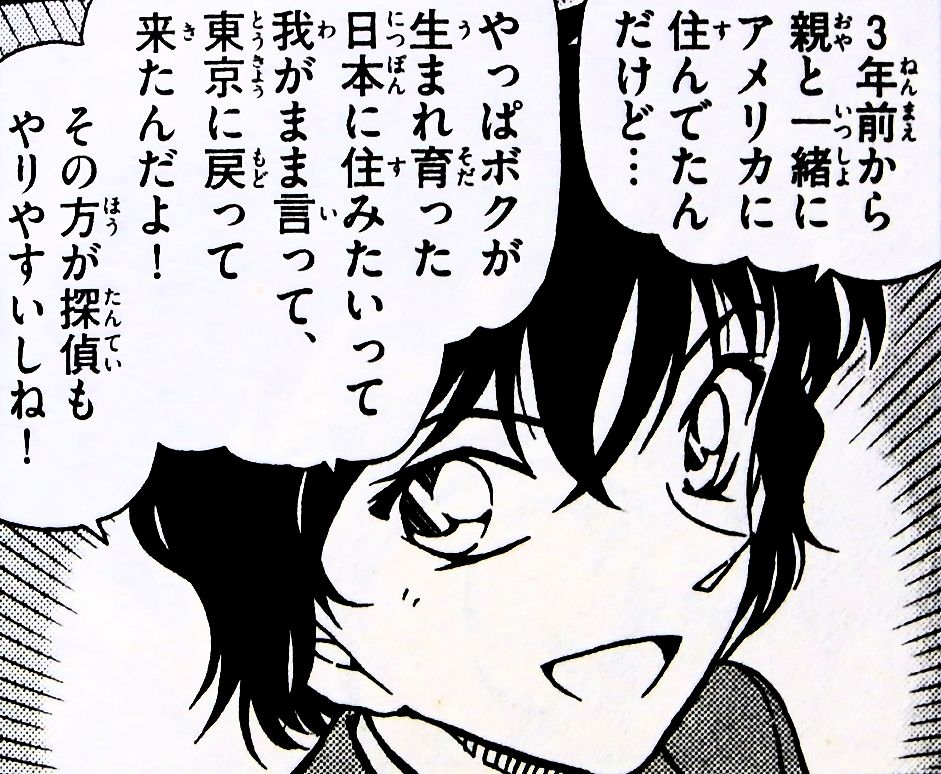 3年前から
親と一緒に
アメリカに
住んでたん
だけど…
やっぱボクが
生まれ育った
日本に住みたいって
我がまま言って、
東京に戻って
来たんだよ！
その方が探偵も
やりやすいしね！